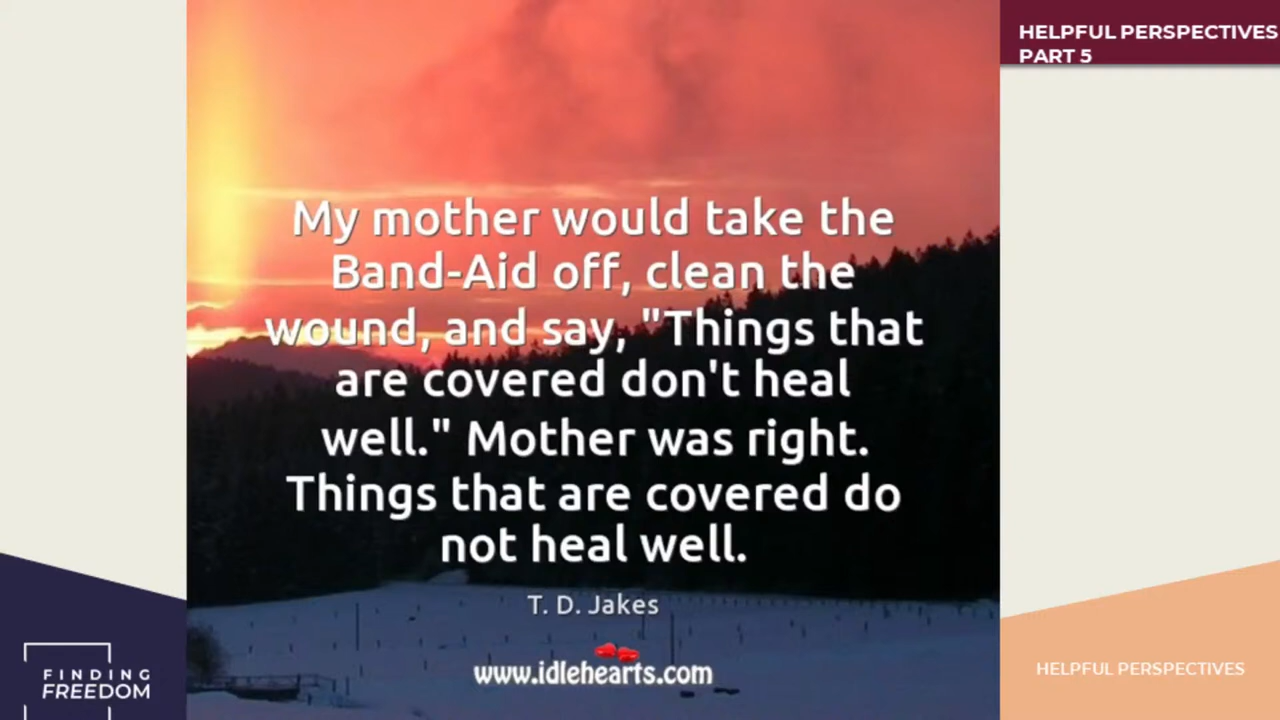 HELPFUL PERSPECTIVES
PART 5
My mother would take the
Band-Aid off, clean the
wound, and say, "Things that
are covered don't heal
well." Mother was right.
Things that are covered do
not heal well.
T. D. Jakes
www.idlehearts.com
FINDING
FREEDOM
HELPFUL PERSPECTIVES